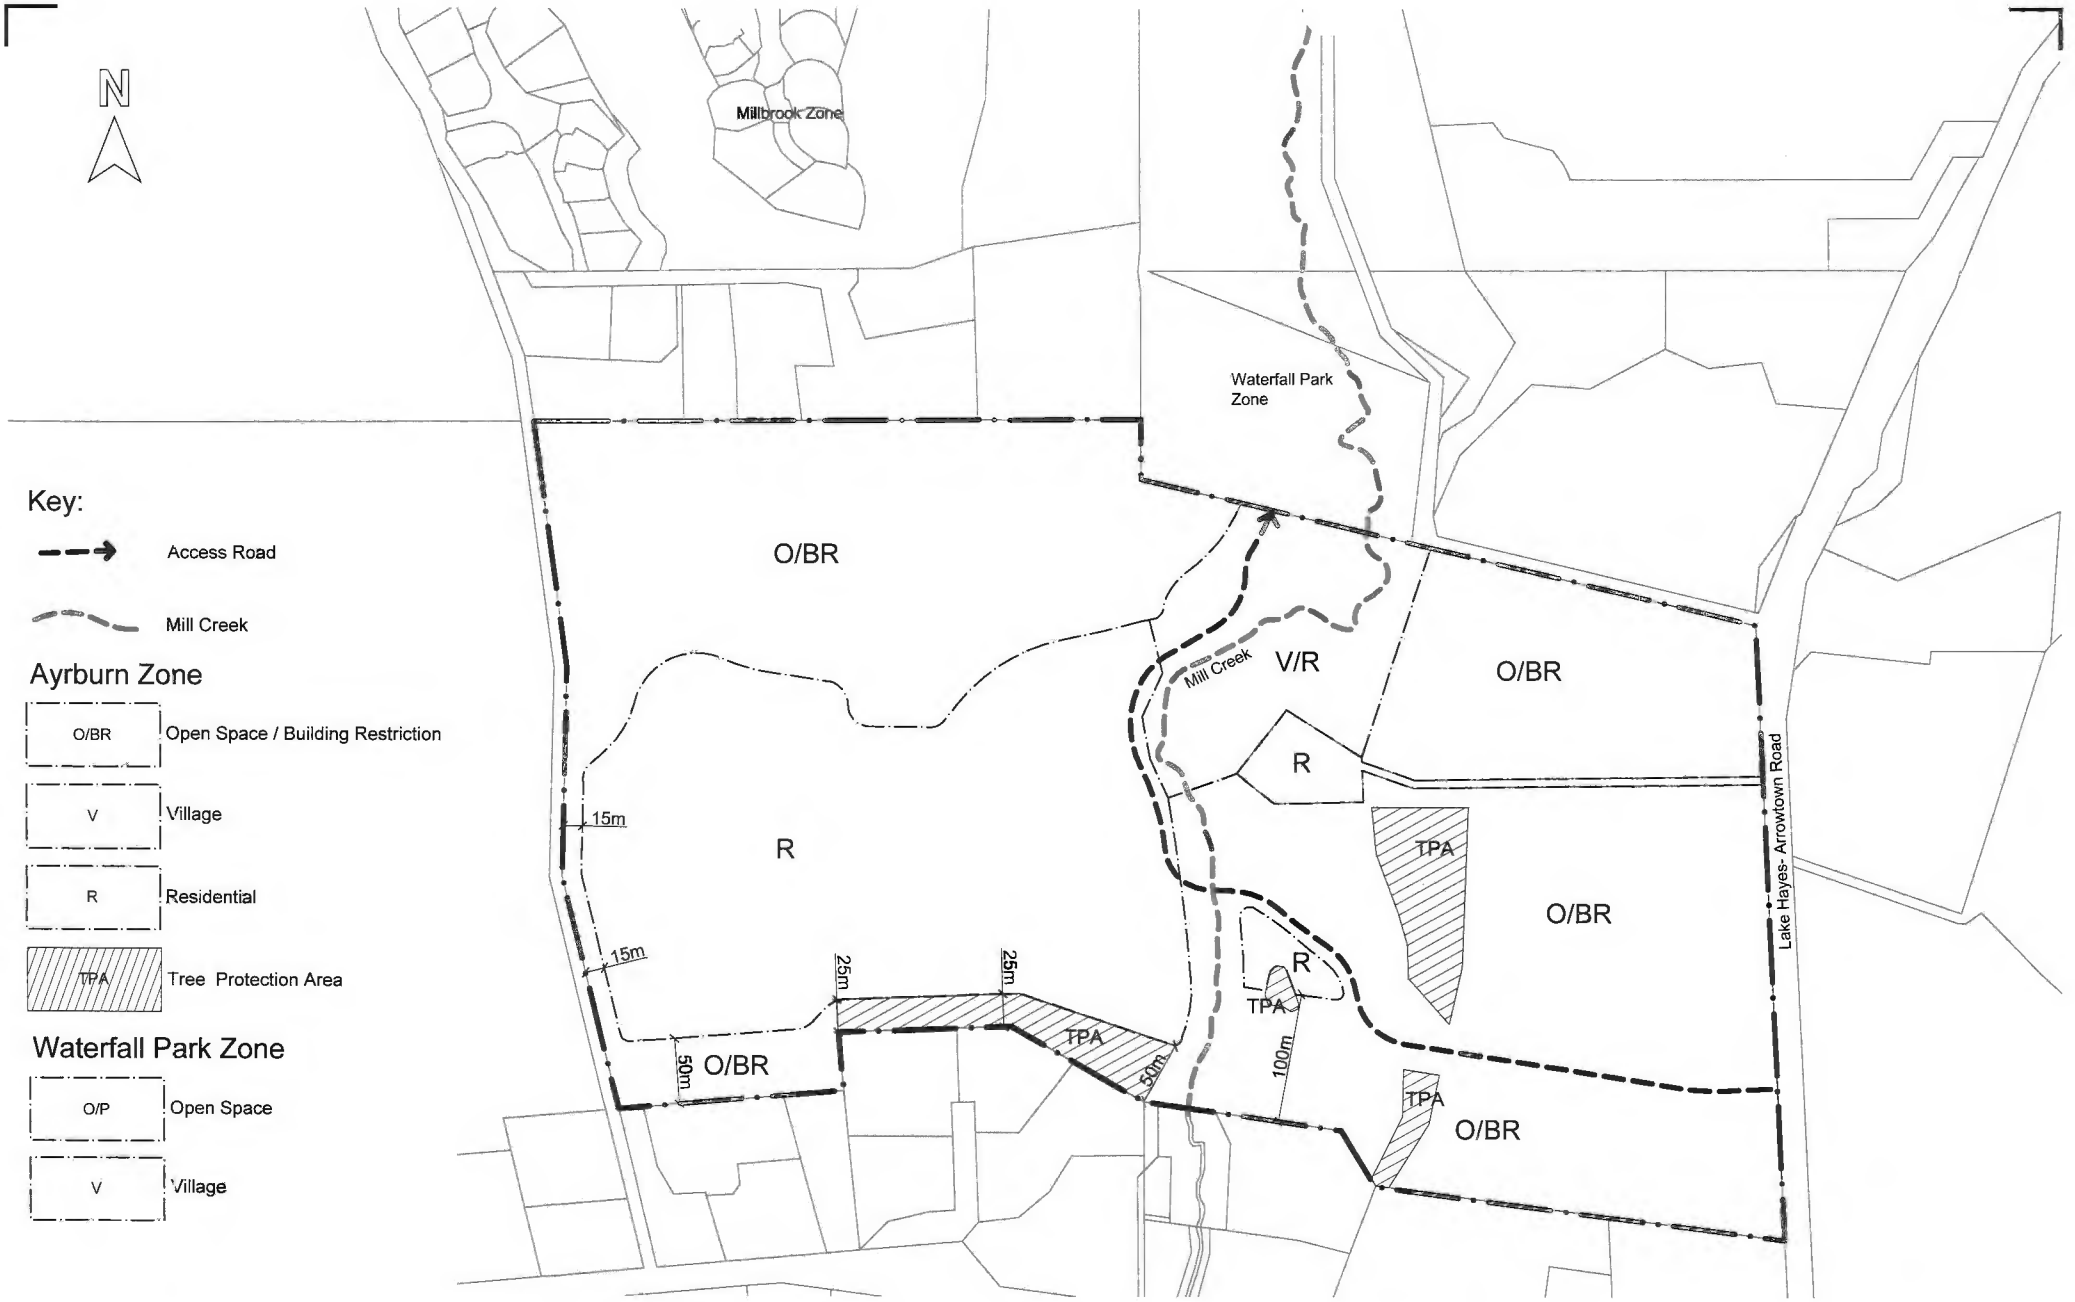 N
Millbrook Zone
Waterfall Park
Zone
Key:
Access Road
Mill Creek
Ayrburn Zone
O/BR
Open Space / Building Restriction
V
Village
R
Residential
TPA
Tree Protection Area
Waterfall Park Zone
O/P
Open Space
V
Village
O/BR
Mill Creek
V/R
O/BR
R
15m
R
TPA
Lake Hayes- Arrowtown Road
O/BR
15m
25m
25m
R
TPA
TPA
50m
O/BR
50m
100m
TPA
O/BR